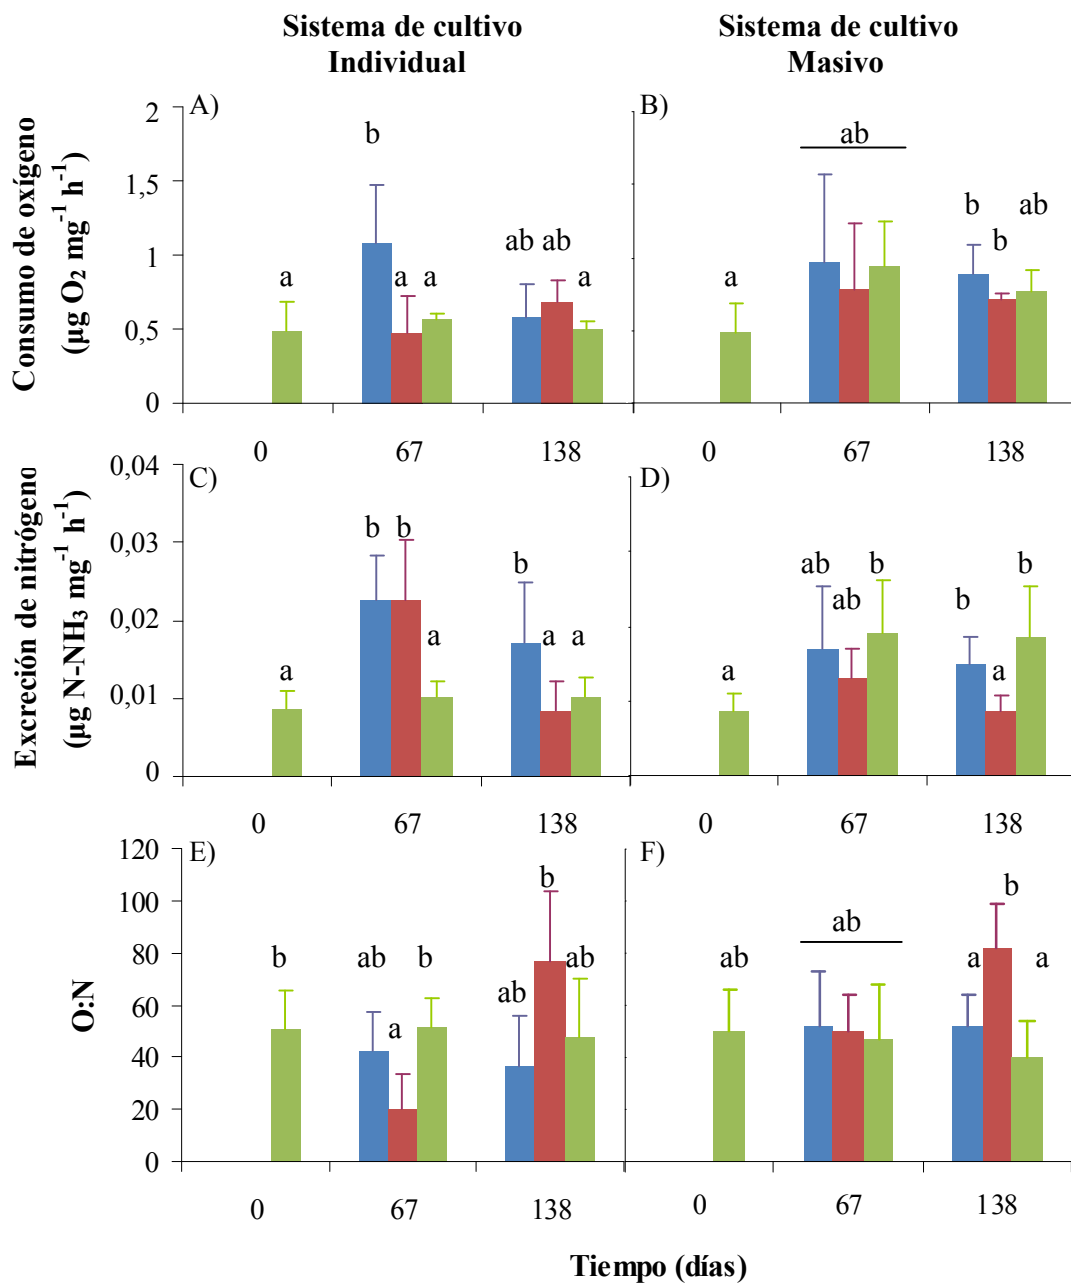 Sistema de cultivo
Individual
Sistema de cultivo
Masivo
Consumo de oxígeno
(µg O₂ mg⁻¹ h⁻¹)
2
1,5
1
0,5
0
A)
a
b
a
a
ab
ab
a
0
67
138
B)
a
ab
b
b
ab
0
67
138
Excreción de nitrógeno
(µg N-NH₃ mg⁻¹ h⁻¹)
0,04
0,03
0,02
0,01
0
C)
a
b
b
a
b
a
a
0
67
138
D)
a
ab
ab
b
b
a
b
0
67
138
O:N
120
100
80
60
40
20
0
E)
b
ab
a
b
ab
b
ab
0
67
138
F)
ab
ab
a
b
a
0
67
138
Tiempo (días)